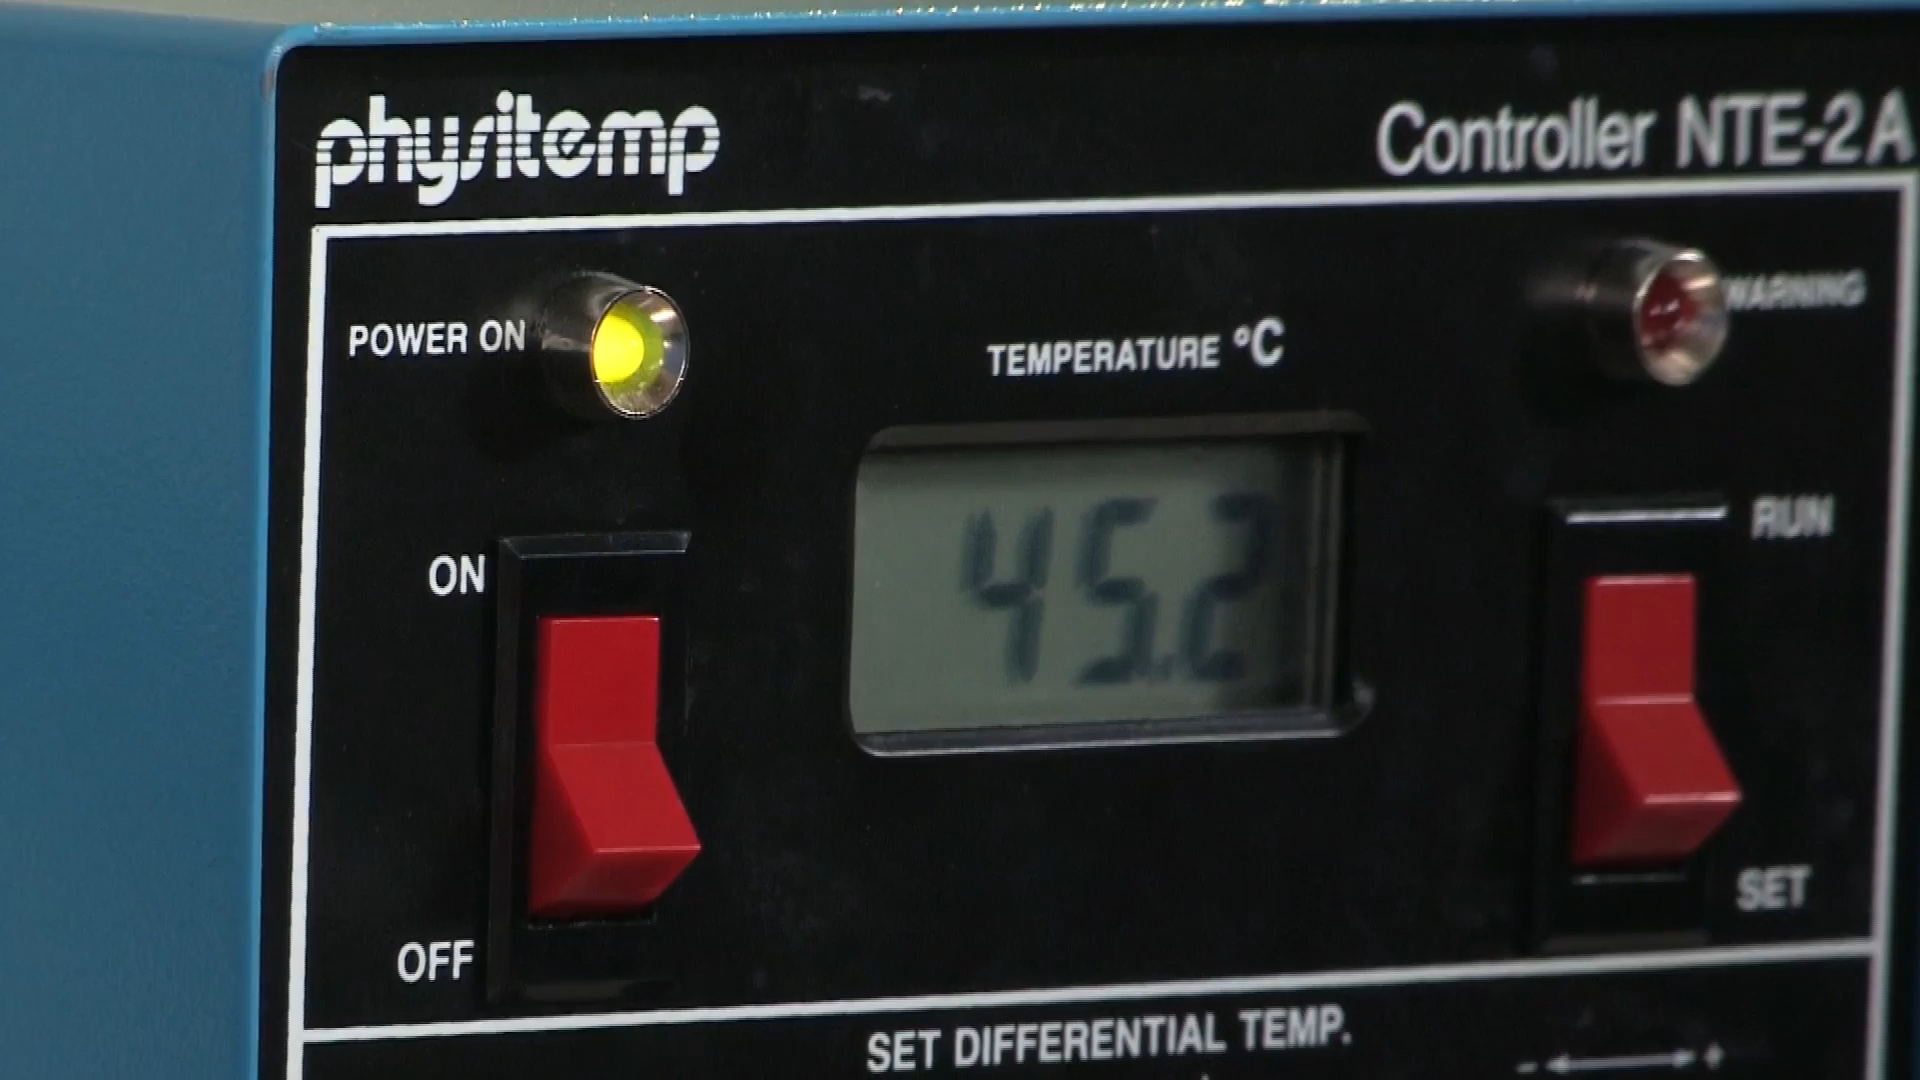 physitemp
Controller NTE-2A
POWER ON
WARNING
TEMPERATURE °C
45.2
ON
RUN
OFF
SET
SET DIFFERENTIAL TEMP.
- +